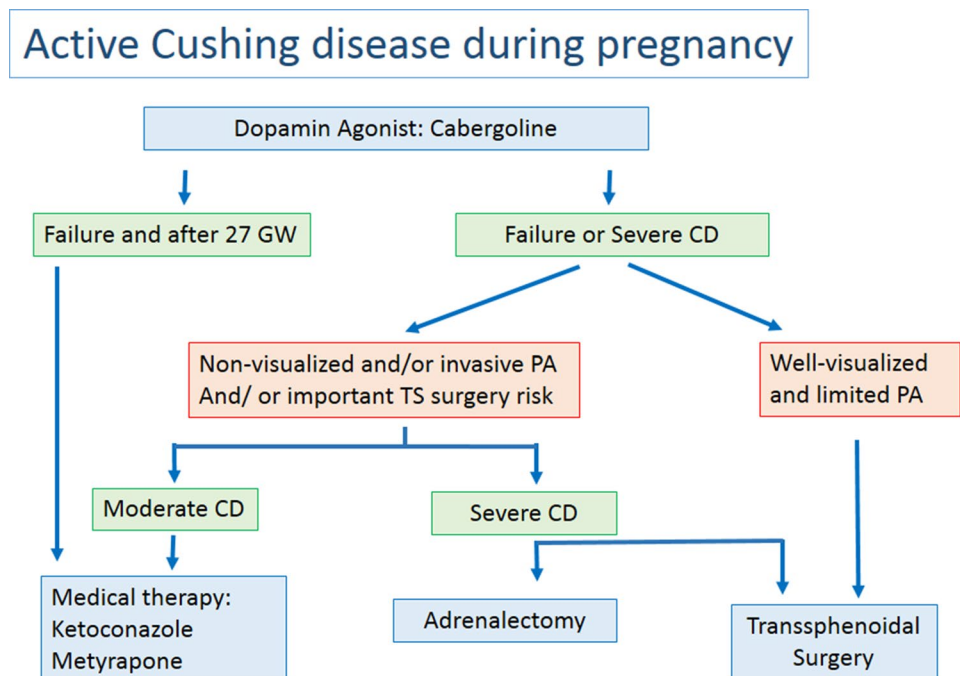 Active Cushing disease during pregnancy
Dopamin Agonist: Cabergoline
Failure and after 27 GW
Failure or Severe CD
Non-visualized and/or invasive PA
And/ or important TS surgery risk
Well-visualized
and limited PA
Moderate CD
Severe CD
Medical therapy:
Ketoconazole
Metyrapone
Adrenalectomy
Transsphenoidal
Surgery